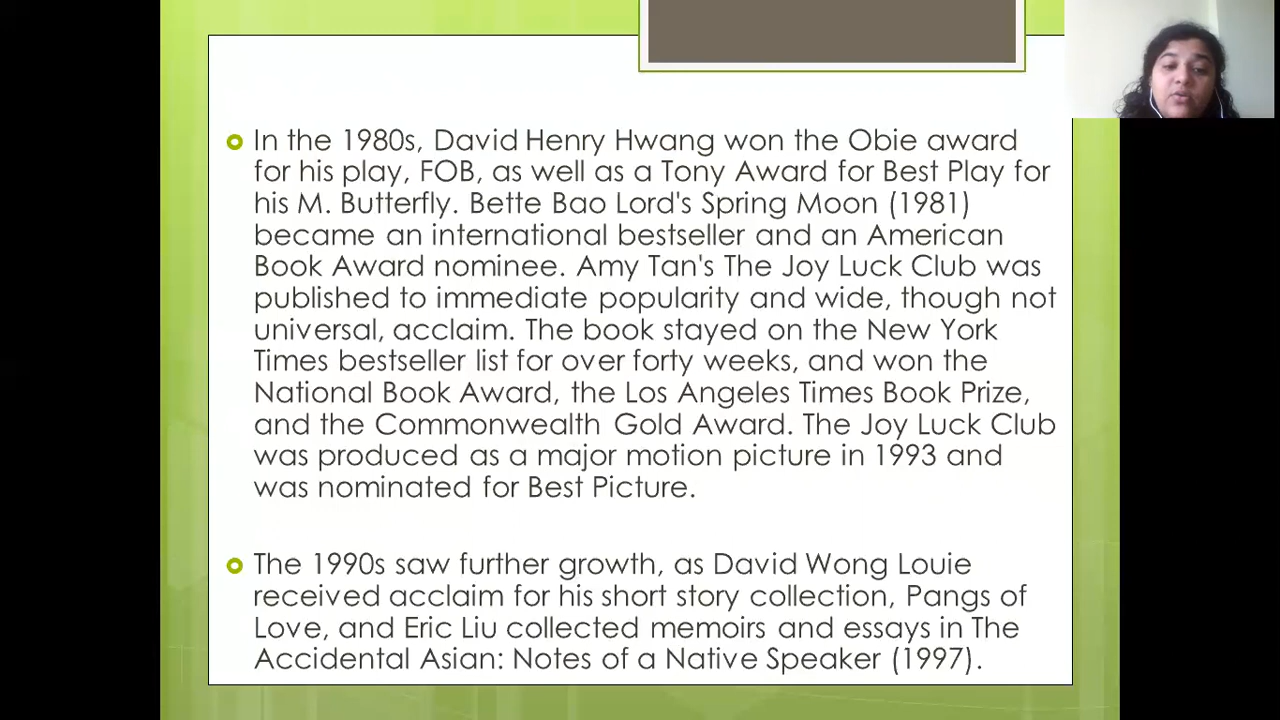 In the 1980s, David Henry Hwang won the Obie award
for his play, FOB, as well as a Tony Award for Best Play for
his M. Butterfly. Bette Bao Lord's Spring Moon (1981)
became an international bestseller and an American
Book Award nominee. Amy Tan's The Joy Luck Club was
published to immediate popularity and wide, though not
universal, acclaim. The book stayed on the New York
Times bestseller list for over forty weeks, and won the
National Book Award, the Los Angeles Times Book Prize,
and the Commonwealth Gold Award. The Joy Luck Club
was produced as a major motion picture in 1993 and
was nominated for Best Picture.
The 1990s saw further growth, as David Wong Louie
received acclaim for his short story collection, Pangs of
Love, and Eric Liu collected memoirs and essays in The
Accidental Asian: Notes of a Native Speaker (1997).